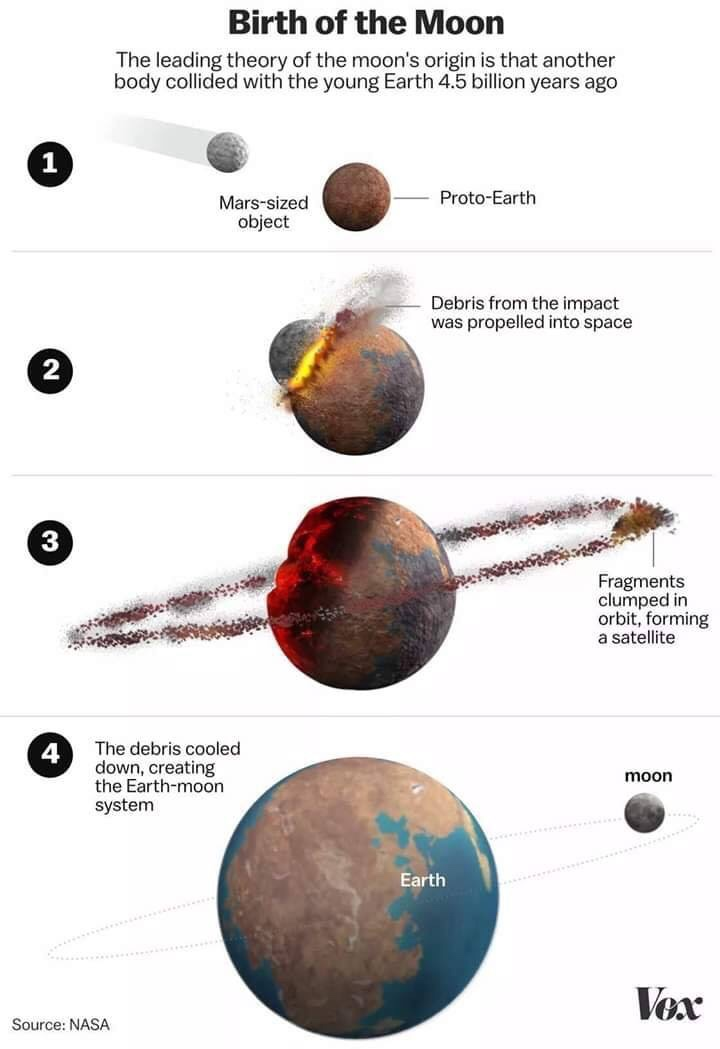 Birth of the Moon
The leading theory of the moon's origin is that another
body collided with the young Earth 4.5 billion years ago
1
Mars-sized
object
Proto-Earth
2
Debris from the impact
was propelled into space
3
Fragments
clumped in
orbit, forming
a satellite
4
The debris cooled
down, creating
the Earth-moon
system
moon
Earth
Source: NASA
Vox